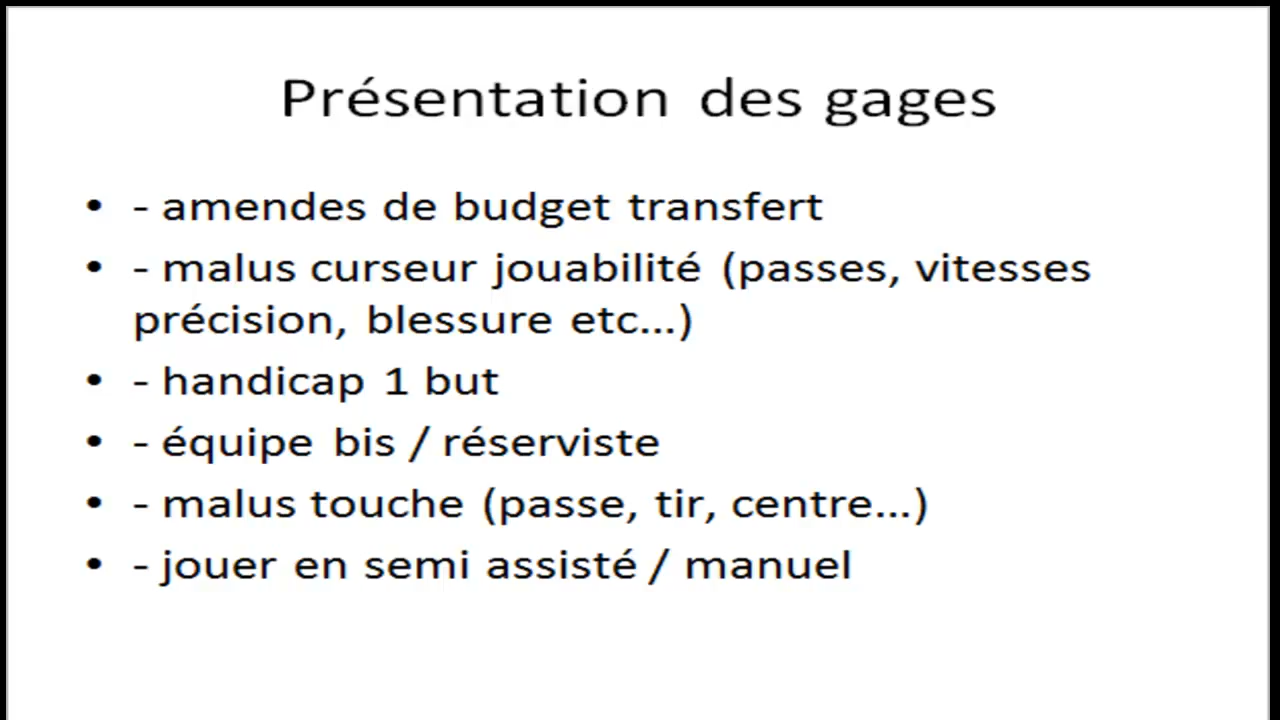 Présentation des gages
• - amendes de budget transfert
• - malus curseur jouabilité (passes, vitesses
précision, blessure etc...)
• - handicap 1 but
• - équipe bis / réserviste
• - malus touche (passe, tir, centre...)
• - jouer en semi assisté / manuel